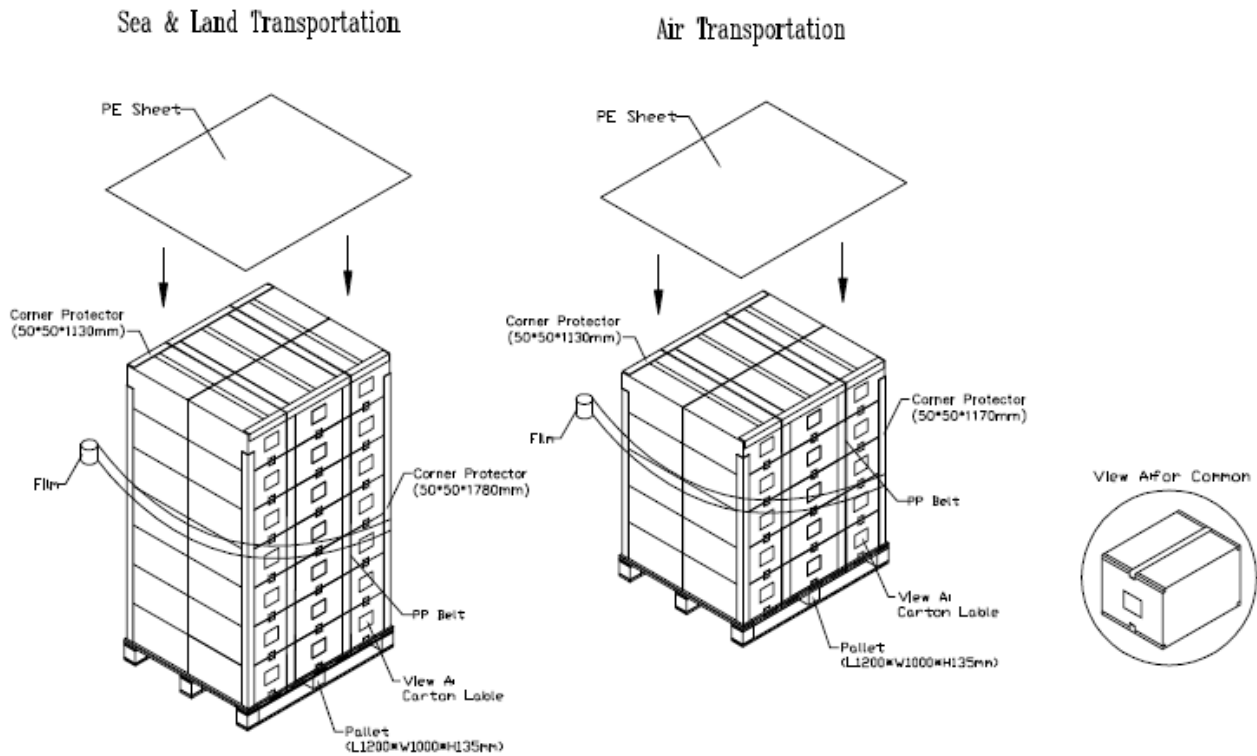 Sea & Land Transportation
PE Sheet
Corner Protector
(50*50*1130mm)
Film
Corner Protector
(50*50*1780mm)
PP Belt
View A:
Carton Lable
Pallet
(L1200*W1000*H135mm)
Air Transportation
PE Sheet
Corner Protector
(50*50*1130mm)
Film
Corner Protector
(50*50*1170mm)
PP Belt
View A:
Carton Lable
Pallet
(L1200*W1000*H135mm)
View A:for Common